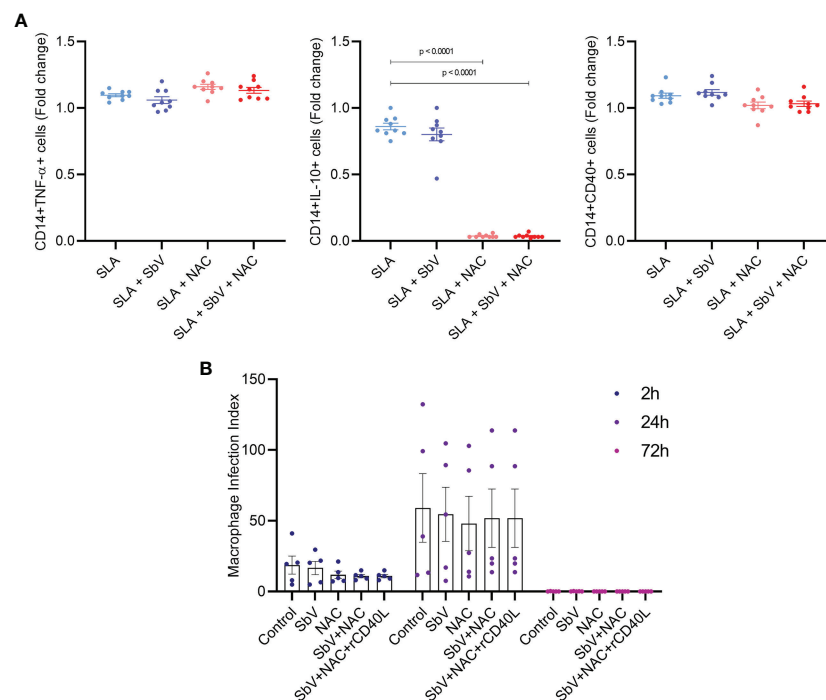 A
CD14+TNF-α+ cells (Fold change)
1.5
1.0
0.5
0.0
SLA
SLA + SbV
SLA + NAC
SLA + SbV + NAC
CD14+IL-10+ cells (Fold change)
1.5
1.0
0.5
0.0
p < 0.0001
p < 0.0001
SLA
SLA + SbV
SLA + NAC
SLA + SbV + NAC
CD14+CD40+ cells (Fold change)
1.5
1.0
0.5
0.0
SLA
SLA + SbV
SLA + NAC
SLA + SbV + NAC
B
Macrophage Infection Index
150
100
50
0
Control
SbV
NAC
SbV+NAC
SbV+NAC+rCD40L
Control
SbV
NAC
SbV+NAC
SbV+NAC+rCD40L
Control
SbV
NAC
SbV+NAC
SbV+NAC+rCD40L
2h
24h
72h